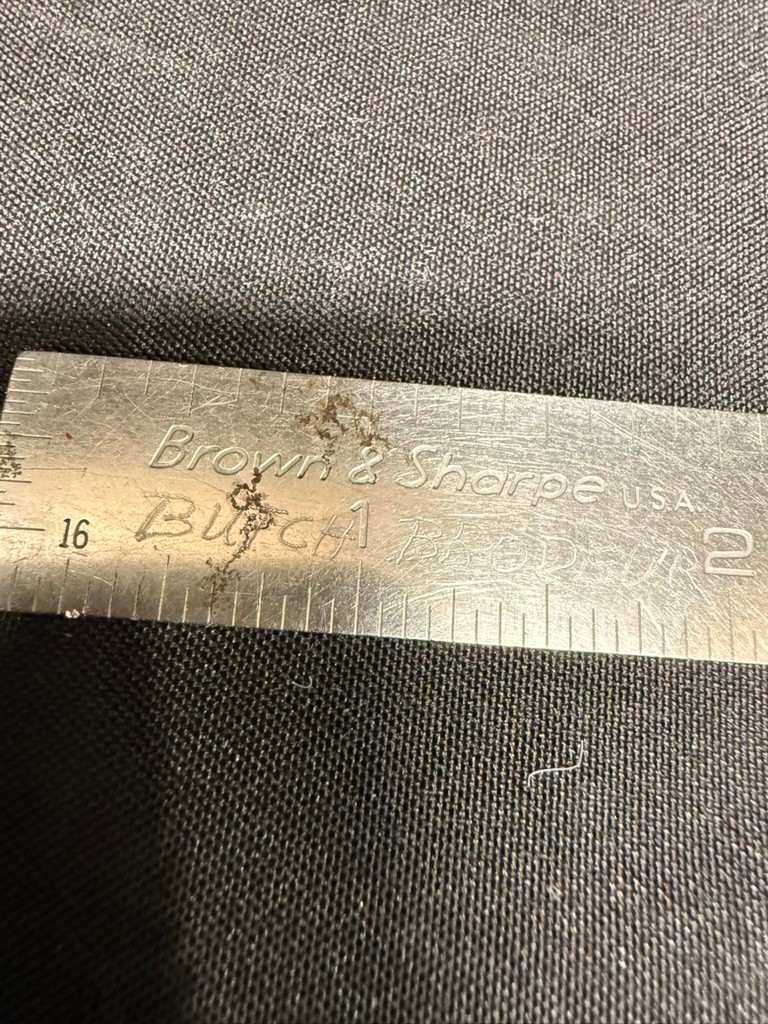 Brown & Sharpe U.S.A.
BUTCH
16 1 2